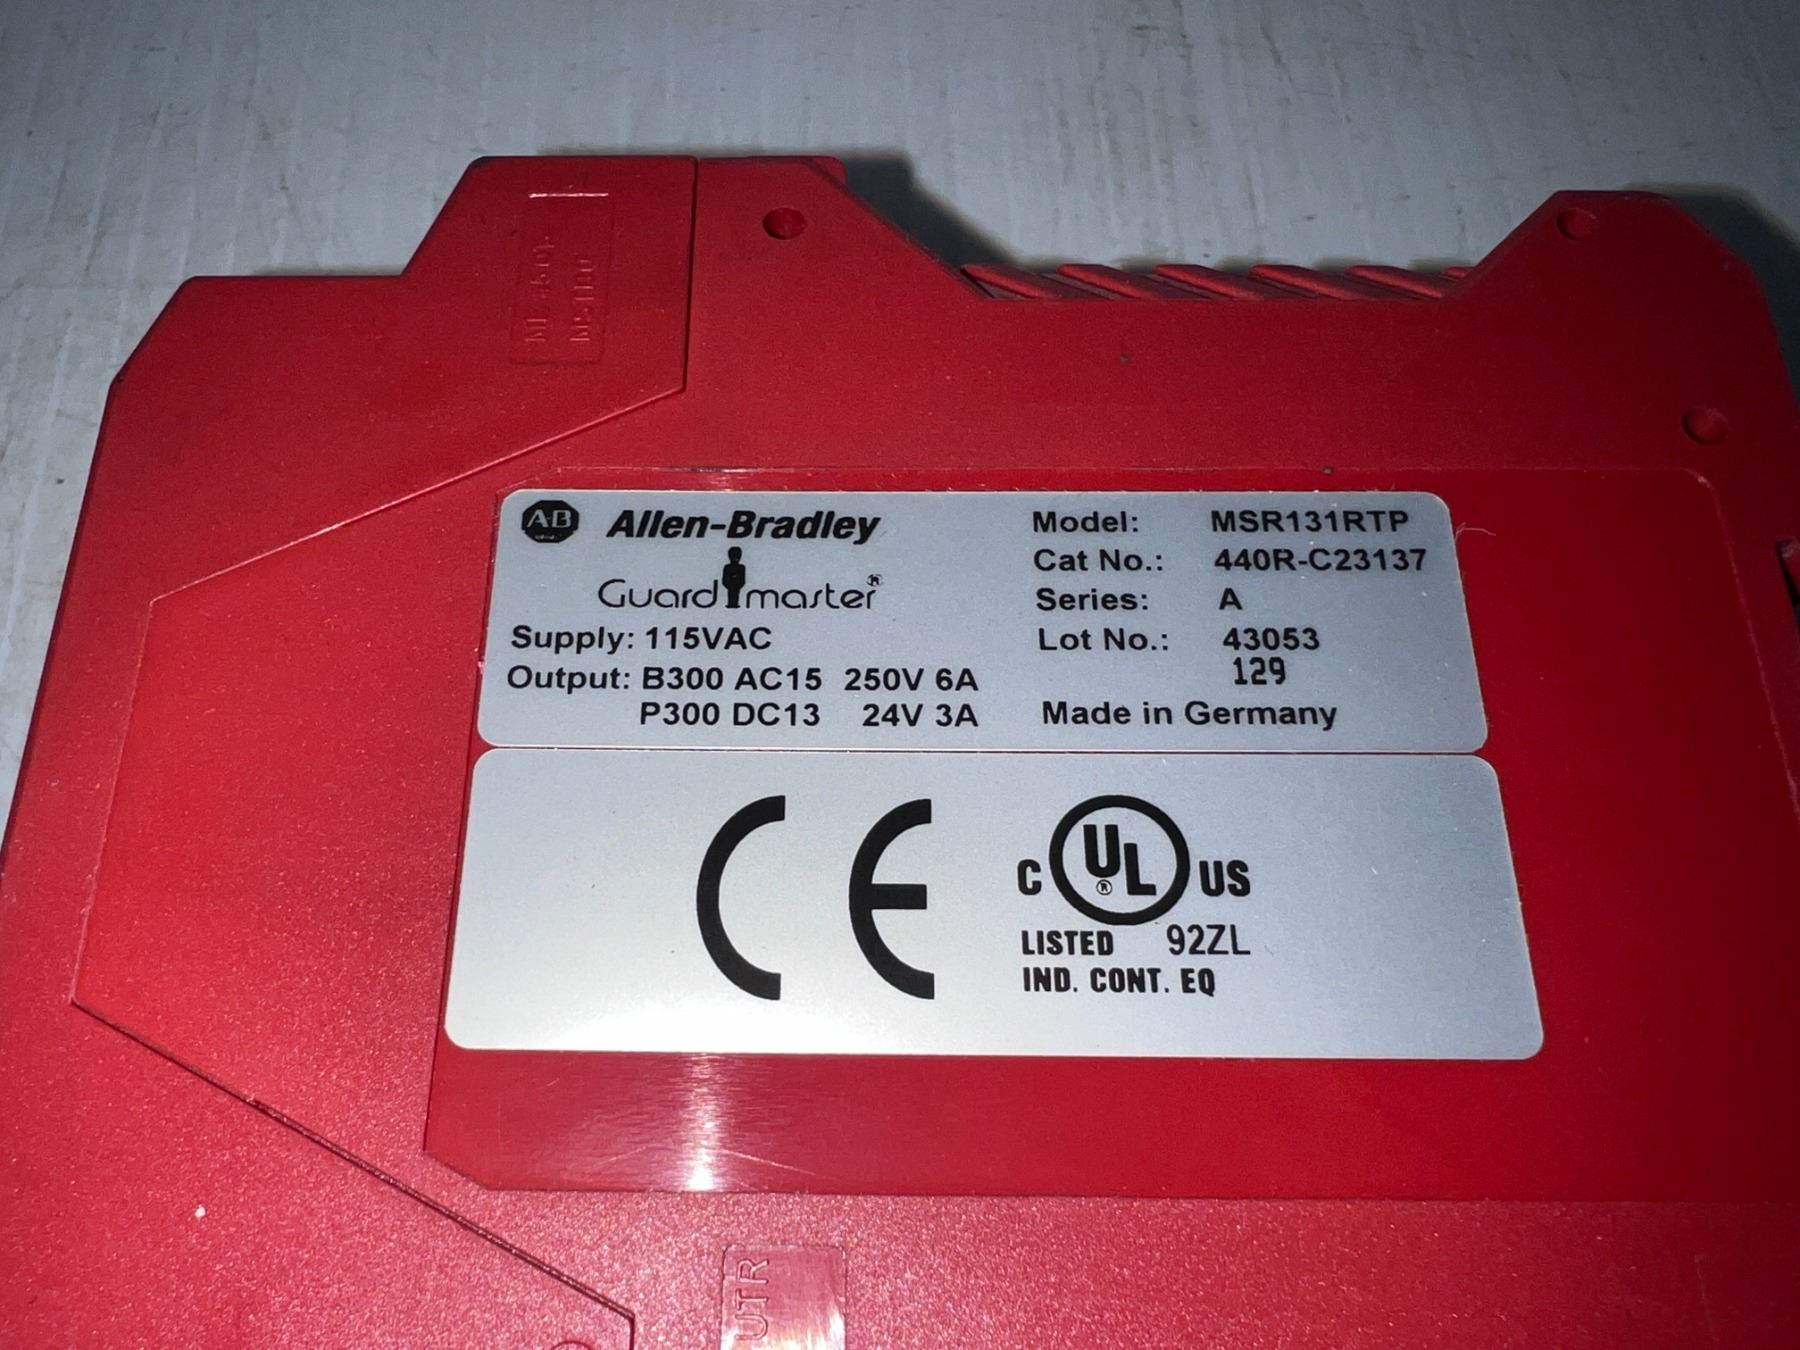 AB Allen-Bradley
Guardmaster®
Supply: 115VAC
Output: B300 AC15 250V 6A
P300 DC13 24V 3A
Model: MSR131RTP
Cat No.: 440R-C23137
Series: A
Lot No.: 43053
129
Made in Germany
CE
C UL® US
LISTED 92ZL
IND. CONT. EQ
UTR